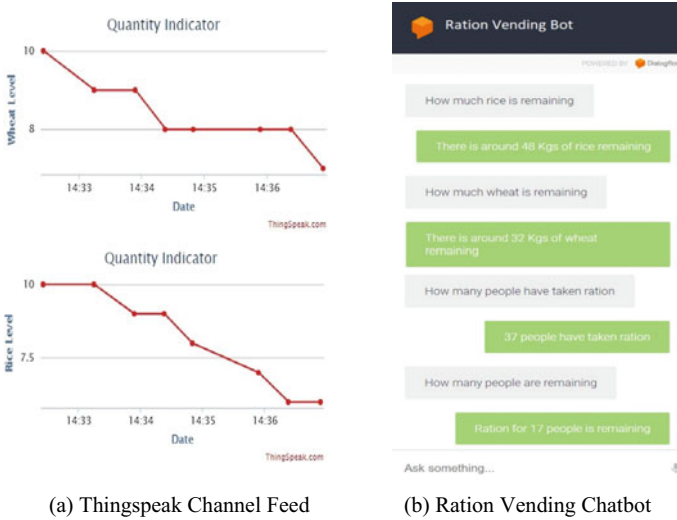 Quantity Indicator
10
8
Wheat Level
14:33 14:34 14:35 14:36
Date
ThingSpeak.com
Quantity Indicator
10
7.5
Rice Level
14:33 14:34 14:35 14:36
Date
ThingSpeak.com
(a) Thingspeak Channel Feed
Ration Vending Bot
POWERED BY
How much rice is remaining
There is around 48 Kgs of rice remaining
How much wheat is remaining
There is around 32 Kgs of wheat
remaining
How many people have taken ration
37 people have taken ration
How many people are remaining
Ration for 17 people is remaining
Ask something...
(b) Ration Vending Chatbot